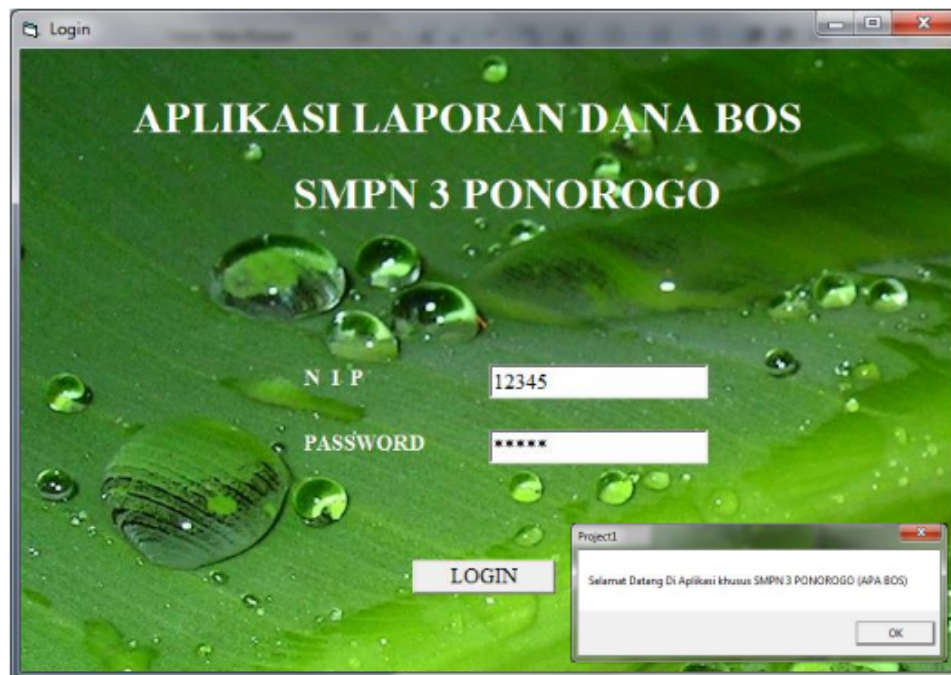 Login
APLIKASI LAPORAN DANA BOS
SMPN 3 PONOROGO
N I P
12345
PASSWORD
*****
LOGIN
Project1
Selamat Datang Di Aplikasi khusus SMPN 3 PONOROGO (APA BOS)
OK